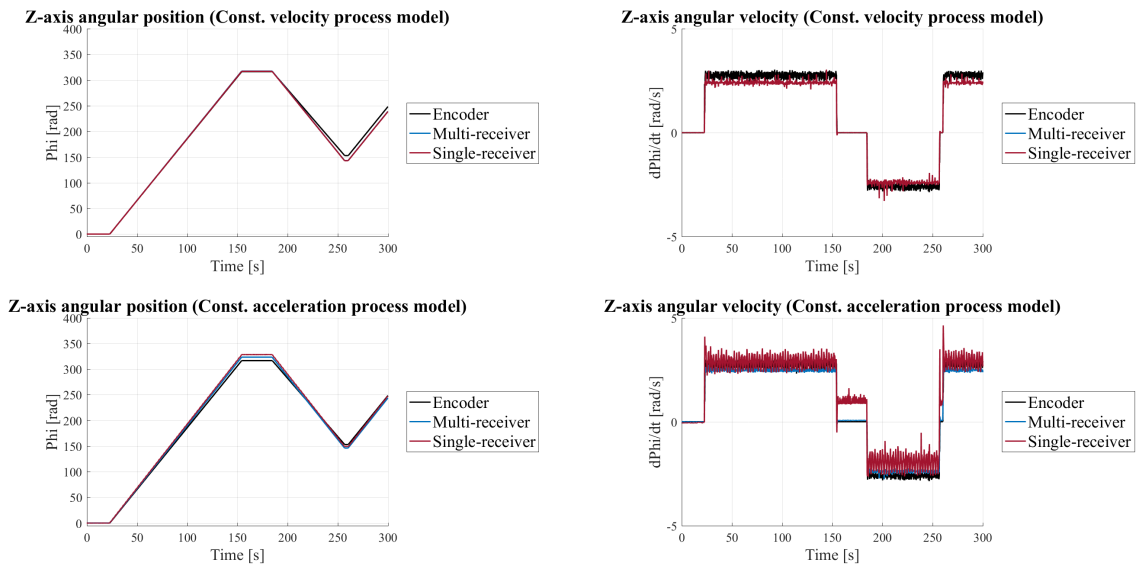 Z-axis angular position (Const. velocity process model)
400
350
300
250
200
150
100
50
0
Phi [rad]
0 50 100 150 200 250 300
Time [s]
Encoder
Multi-receiver
Single-receiver
Z-axis angular velocity (Const. velocity process model)
5
0
-5
dPhi/dt [rad/s]
0 50 100 150 200 250 300
Time [s]
Encoder
Multi-receiver
Single-receiver
Z-axis angular position (Const. acceleration process model)
400
350
300
250
200
150
100
50
0
Phi [rad]
0 50 100 150 200 250 300
Time [s]
Encoder
Multi-receiver
Single-receiver
Z-axis angular velocity (Const. acceleration process model)
5
0
-5
dPhi/dt [rad/s]
0 50 100 150 200 250 300
Time [s]
Encoder
Multi-receiver
Single-receiver